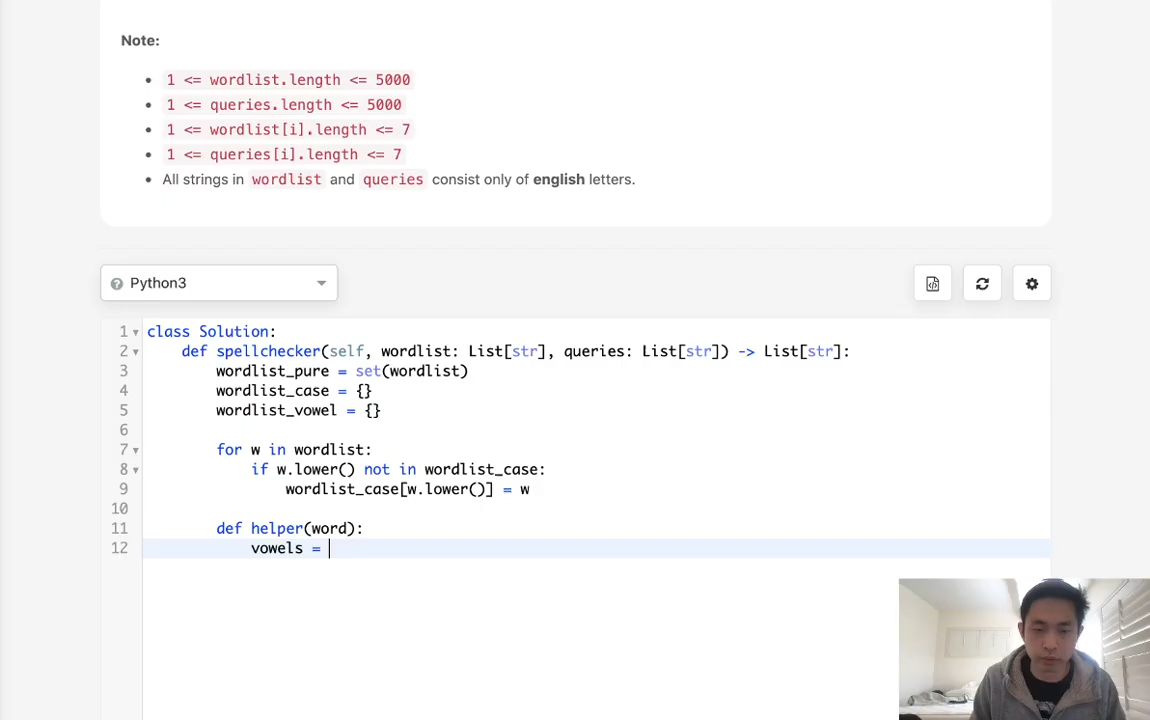 Note:
• 1 <= wordlist.length <= 5000
• 1 <= queries.length <= 5000
• 1 <= wordlist[i].length <= 7
• 1 <= queries[i].length <= 7
• All strings in wordlist and queries consist only of english letters.
Python3
1 class Solution:
2 def spellchecker(self, wordlist: List[str], queries: List[str]) -> List[str]:
3 wordlist_pure = set(wordlist)
4 wordlist_case = {}
5 wordlist_vowel = {}
6
7 for w in wordlist:
8 if w.lower() not in wordlist_case:
9 wordlist_case[w.lower()] = w
10
11 def helper(word):
12 vowels =